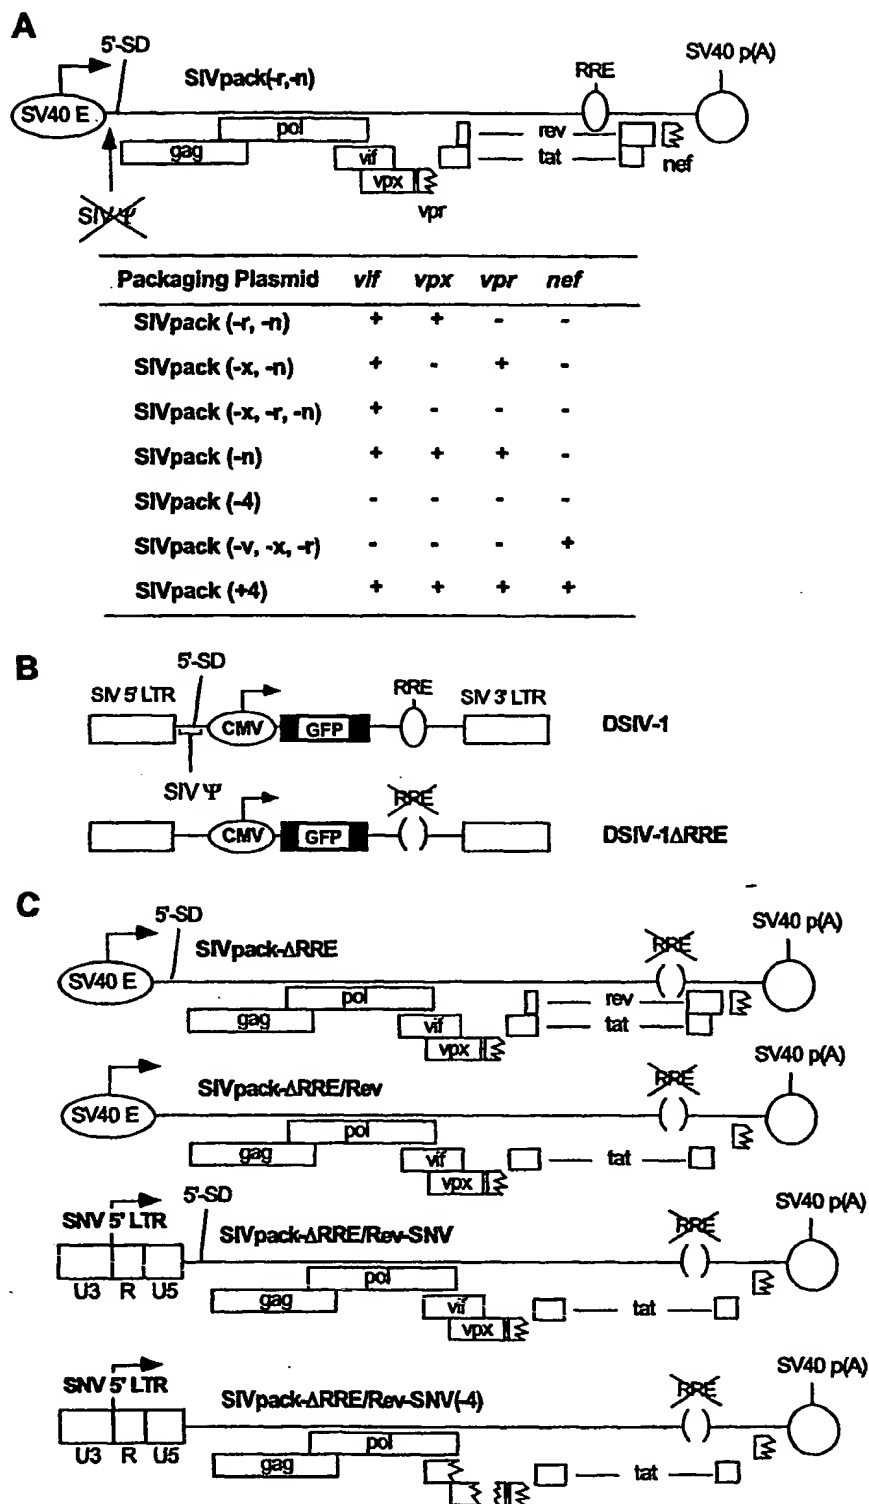 A
5'-SD
SV40 p(A)
SIVpack(-r,-n)
RRE
SV40 E
pol
rev
gag
vif
tat
nef
vpx
vpr
SIV Ψ
Packaging Plasmid vif vpx vpr nef
SIVpack (-r, -n) + + - -
SIVpack (-x, -n) + - + -
SIVpack (-x, -r, -n) + - - -
SIVpack (-n) + + + -
SIVpack (-4) - - - -
SIVpack (-v, -x, -r) - - - +
SIVpack (+4) + + + +
B
5'-SD
SIV 5' LTR
RRE
SIV 3' LTR
CMV
GFP
DSIV-1
SIV Ψ
RRE
CMV
GFP
DSIV-1ΔRRE
C
5'-SD
SV40 p(A)
SIVpack-ΔRRE
RRE
SV40 E
pol
rev
gag
vif
tat
vpx
SV40 p(A)
SIVpack-ΔRRE/Rev
RRE
SV40 E
pol
gag
vif
tat
vpx
5'-SD
SV40 p(A)
SNV 5' LTR
SIVpack-ΔRRE/Rev-SNV
RRE
U3 R U5
pol
gag
vif
tat
vpx
SV40 p(A)
SNV 5' LTR
SIVpack-ΔRRE/Rev-SNV(-4)
RRE
U3 R U5
pol
gag
tat